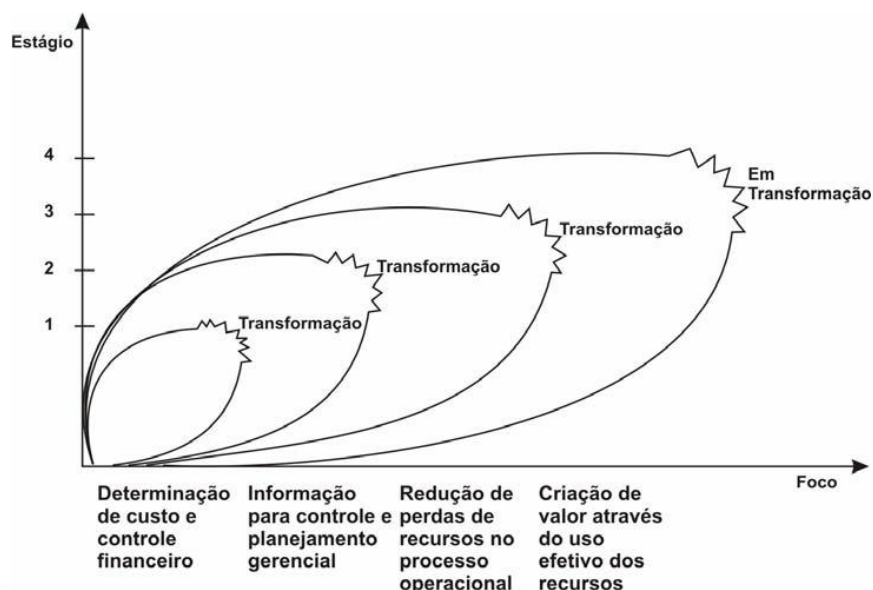 Estágio
4
Em
Transformação
3
Transformação
2
Transformação
1
Transformação
Foco
Determinação
de custo e
controle
financeiro
Informação
para controle e
planejamento
gerencial
Redução de
perdas de
recursos no
processo
operacional
Criação de
valor através
do uso
efetivo dos
recursos